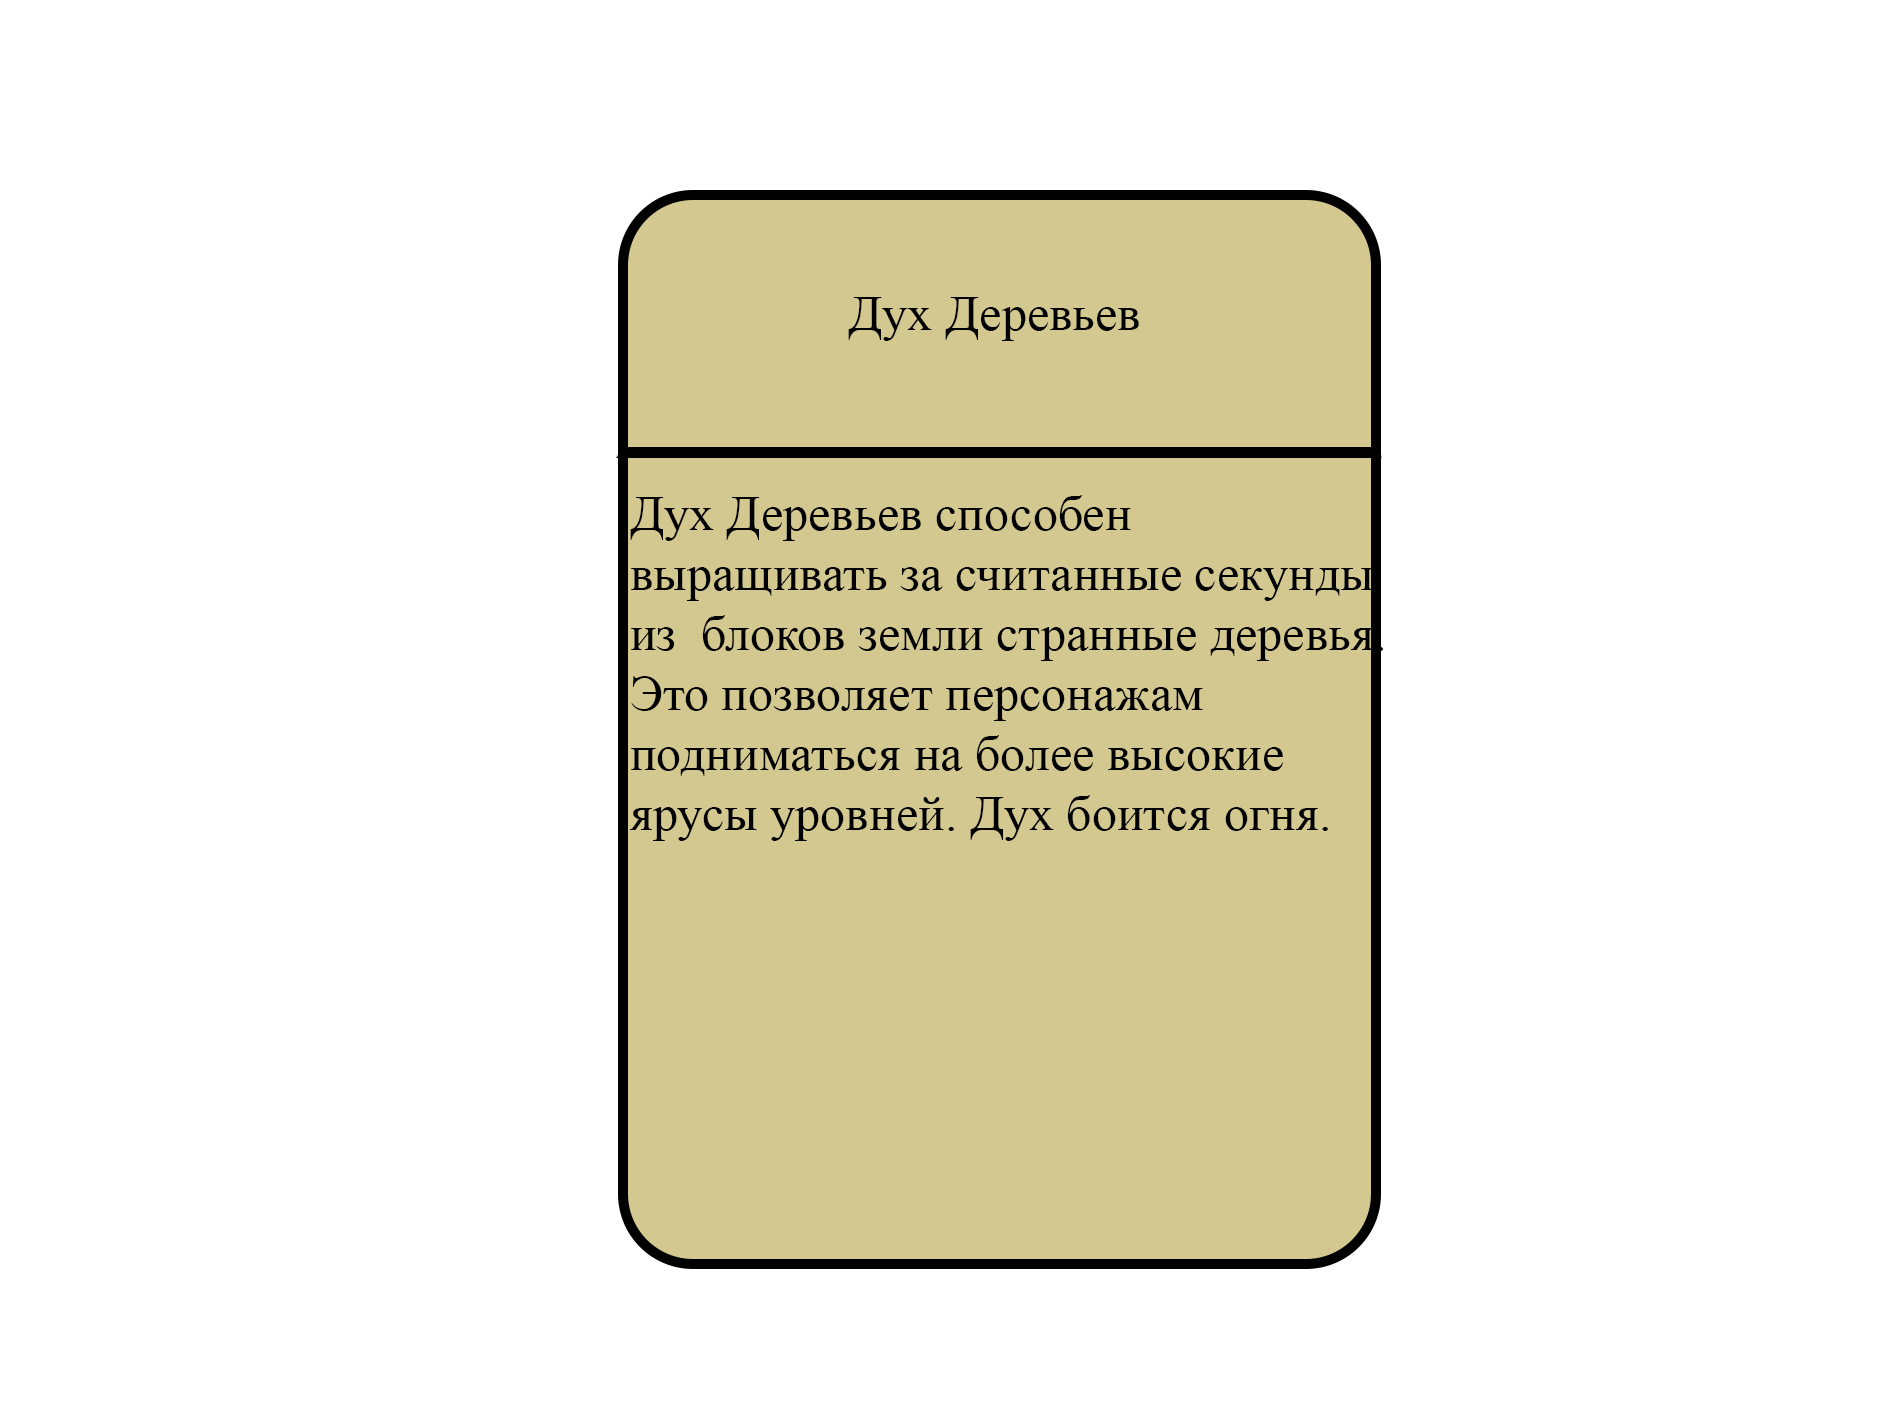 Дух Деревьев
Дух Деревьев способен
выращивать за считанные секунды
из  блоков земли странные деревья.
Это позволяет персонажам
подниматься на более высокие
ярусы уровней. Дух боится огня.